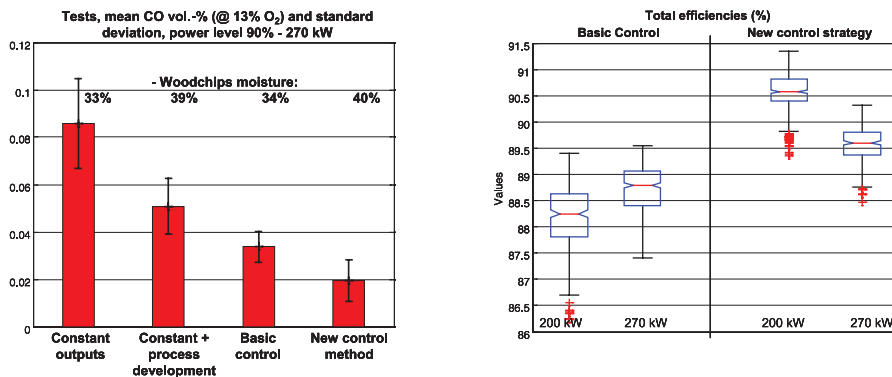 Tests, mean CO vol.-% (@ 13% O₂) and standard
deviation, power level 90% - 270 kW
0.12
0.1
0.08
0.06
0.04
0.02
0
- Woodchips moisture:
33% 39% 34% 40%
Constant outputs
Constant + process development
Basic control
New control method
Total efficiencies (%)
Basic Control New control strategy
Values
91.5
91
90.5
90
89.5
89
88.5
88
87.5
87
86.5
86
200 kW 270 kW 200 kW 270 kW